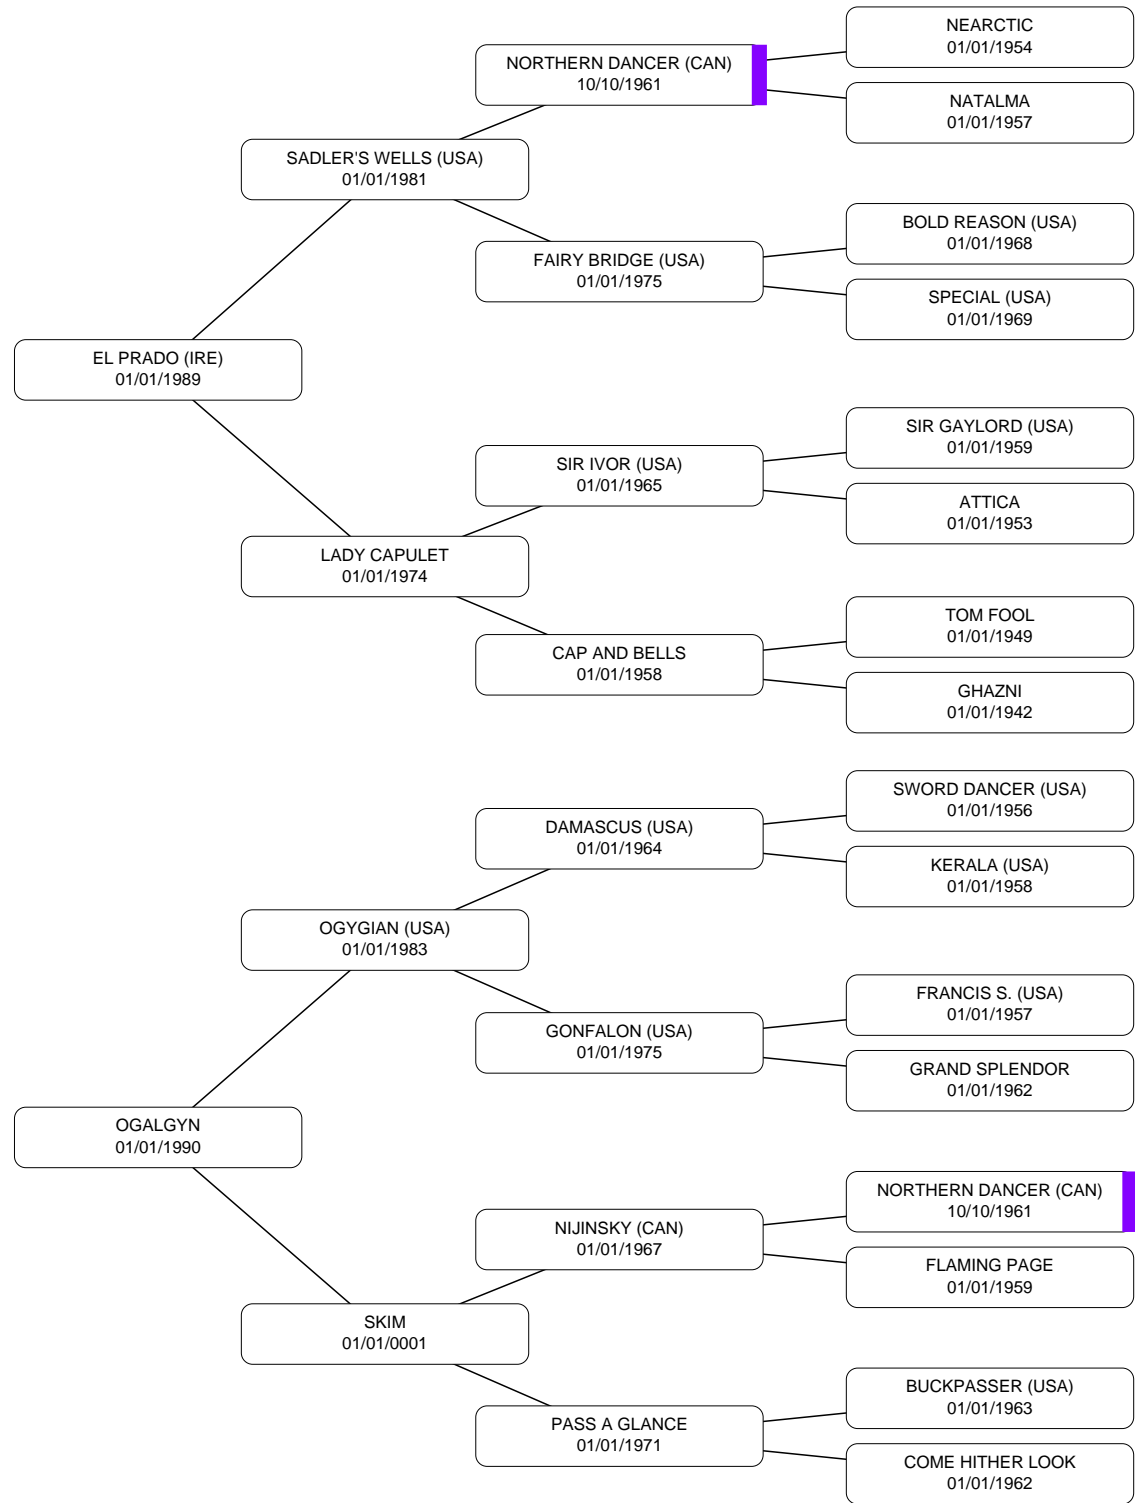 NEARCTIC
01/01/1954
NORTHERN DANCER (CAN)
10/10/1961
NATALMA
01/01/1957
SADLER'S WELLS (USA)
01/01/1981
BOLD REASON (USA)
01/01/1968
FAIRY BRIDGE (USA)
01/01/1975
SPECIAL (USA)
01/01/1969
EL PRADO (IRE)
01/01/1989
SIR GAYLORD (USA)
01/01/1959
SIR IVOR (USA)
01/01/1965
ATTICA
01/01/1953
LADY CAPULET
01/01/1974
TOM FOOL
01/01/1949
CAP AND BELLS
01/01/1958
GHAZNI
01/01/1942
SWORD DANCER (USA)
01/01/1956
DAMASCUS (USA)
01/01/1964
KERALA (USA)
01/01/1958
OGYGIAN (USA)
01/01/1983
FRANCIS S. (USA)
01/01/1957
GONFALON (USA)
01/01/1975
GRAND SPLENDOR
01/01/1962
OGALGYN
01/01/1990
NORTHERN DANCER (CAN)
10/10/1961
NIJINSKY (CAN)
01/01/1967
FLAMING PAGE
01/01/1959
SKIM
01/01/0001
BUCKPASSER (USA)
01/01/1963
PASS A GLANCE
01/01/1971
COME HITHER LOOK
01/01/1962